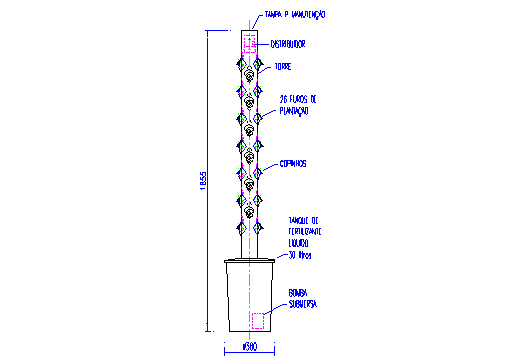 TAMPA P MANUTENÇÃO
DISTRIBUIDOR
TORRE
26 FUROS DE
PLANTAÇÃO
COPINHOS
1855
TANQUE DE
FERTILIZANTE
LIQUIDO
30 litros
BOMBA
SUBMERSA
ø380